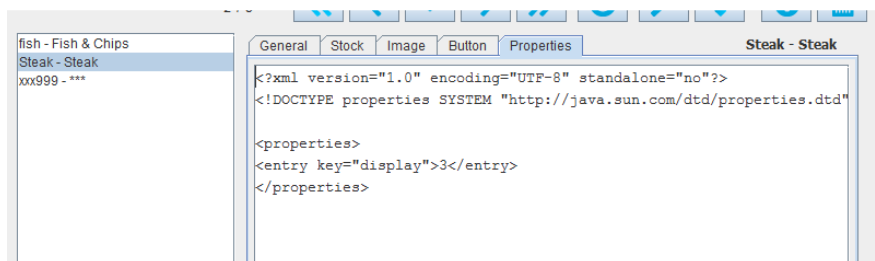 fish - Fish & Chips
Steak - Steak
xxx999 - ***
General Stock Image Button Properties Steak - Steak
<?xml version="1.0" encoding="UTF-8" standalone="no"?>
<!DOCTYPE properties SYSTEM "http://java.sun.com/dtd/properties.dtd"
<properties>
<entry key="display">3</entry>
</properties>